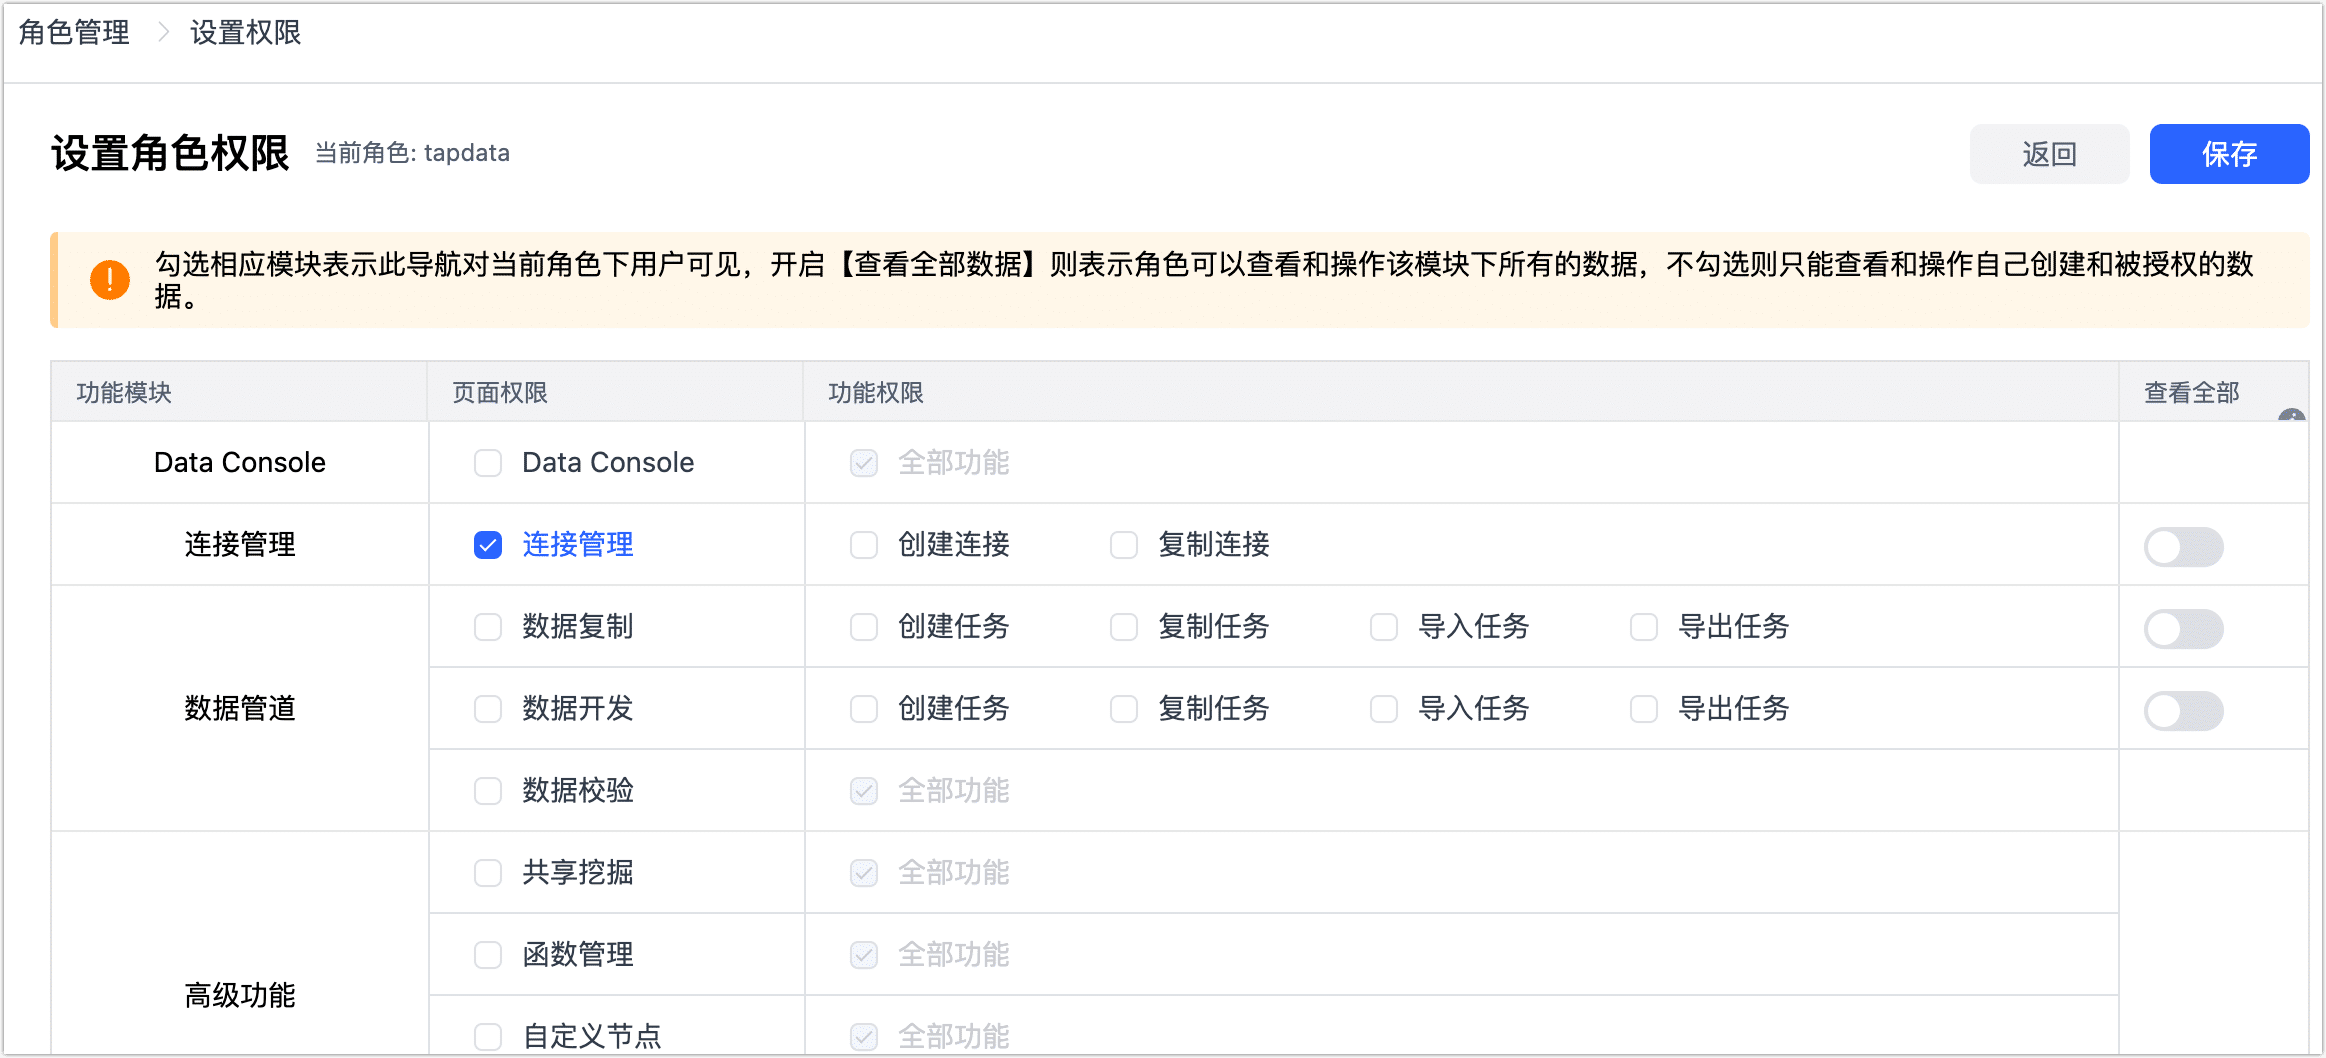 角色管理 设置权限
设置角色权限 当前角色: tapdata 返回 保存
勾选相应模块表示此导航对当前角色下用户可见，开启【查看全部数据】则表示角色可以查看和操作该模块下所有的数据，不勾选则只能查看和操作自己创建和被授权的数
据。
功能模块 页面权限 功能权限 查看全部
Data Console Data Console 全部功能
连接管理 连接管理 创建连接 复制连接
数据复制 创建任务 复制任务 导入任务 导出任务
数据管道 数据开发 创建任务 复制任务 导入任务 导出任务
数据校验 全部功能
共享挖掘 全部功能
函数管理 全部功能
高级功能
自定义节点 全部功能